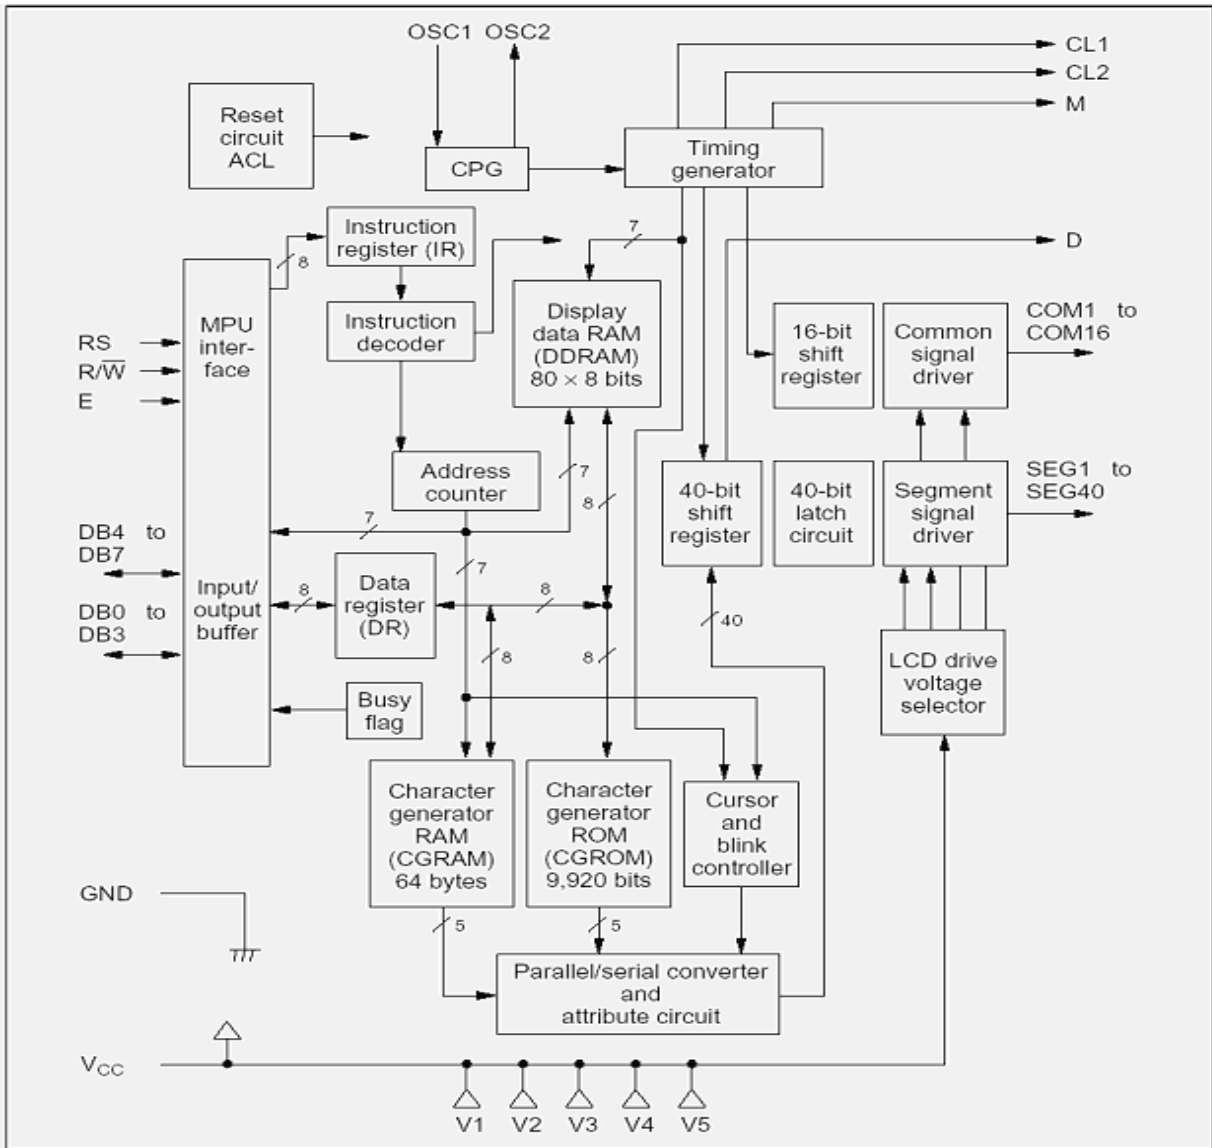 OSC1 OSC2
CL1
CL2
M
Reset
circuit
ACL
CPG
Timing
generator
Instruction
register (IR)
8
7
D
MPU
inter-
face
Instruction
decoder
Display
data RAM
(DDRAM)
80 × 8 bits
16-bit
shift
register
Common
signal
driver
COM1 to
COM16
RS
R/W̅
E
Address
counter
7
8
40-bit
shift
register
40-bit
latch
circuit
Segment
signal
driver
SEG1 to
SEG40
7
7
DB4 to
DB7
DB0 to
DB3
Input/
output
buffer
8
Data
register
(DR)
8
8
8
40
LCD drive
voltage
selector
Busy
flag
Character
generator
RAM
(CGRAM)
64 bytes
Character
generator
ROM
(CGROM)
9,920 bits
Cursor
and
blink
controller
GND
5
5
Parallel/serial converter
and
attribute circuit
VCC
V1 V2 V3 V4 V5